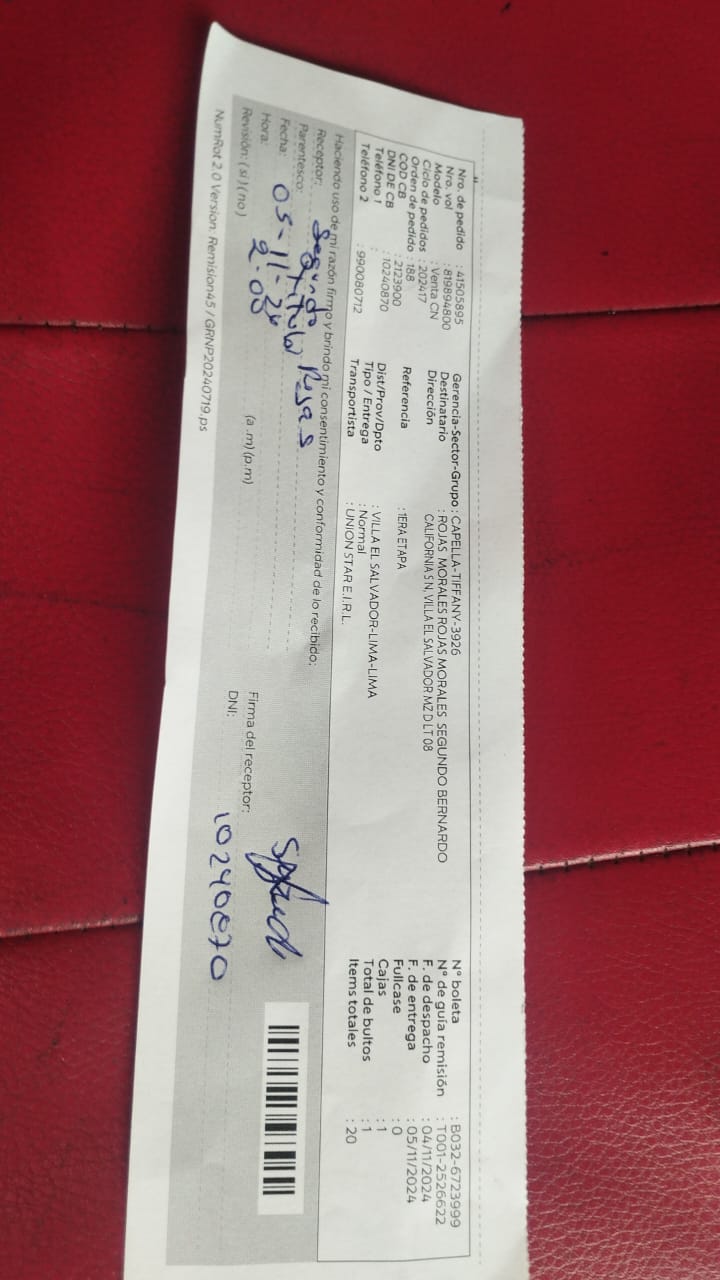 Nro. de pedido : 41505895
Nro. vol : 819894800
Modelo : Venta CN
Ciclo de pedidos : 202417
Orden de pedido : 188
COD CB : 2123900
DNI DE CB : 10240870
Teléfono 1 :
Teléfono 2 : 990080712
Gerencia-Sector-Grupo : CAPELLA-TIFFANY-3926
Destinatario : ROJAS MORALES ROJAS MORALES SEGUNDO BERNARDO
Dirección CALIFORNIA S N, VILLA EL SALVADOR MZ D LT 08
Referencia : 1ERA ETAPA
Dist/Prov/Dpto : VILLA EL SALVADOR-LIMA-LIMA
Tipo / Entrega : Normal
Transportista : UNION STAR E.I.R.L.
N° boleta : B032-6723999
N° de guía remisión : T001-2526622
F. de despacho : 04/11/2024
F. de entrega : 05/11/2024
Fullcase : 0
Cajas : 1
Total de bultos : 1
Items totales : 20
Haciendo uso de mi razón firmo y brindo mi consentimiento y conformidad de lo recibido:
Receptor: Segundo Rojas
Parentesco: titular
Fecha: 05-11-24
Hora: 2:00 (a .m) (p.m)
Revisión: ( si ) ( no )
Firma del receptor:
DNI: 10240870
NumRot 2.0 Version: Remision45 / GRNP20240719.ps